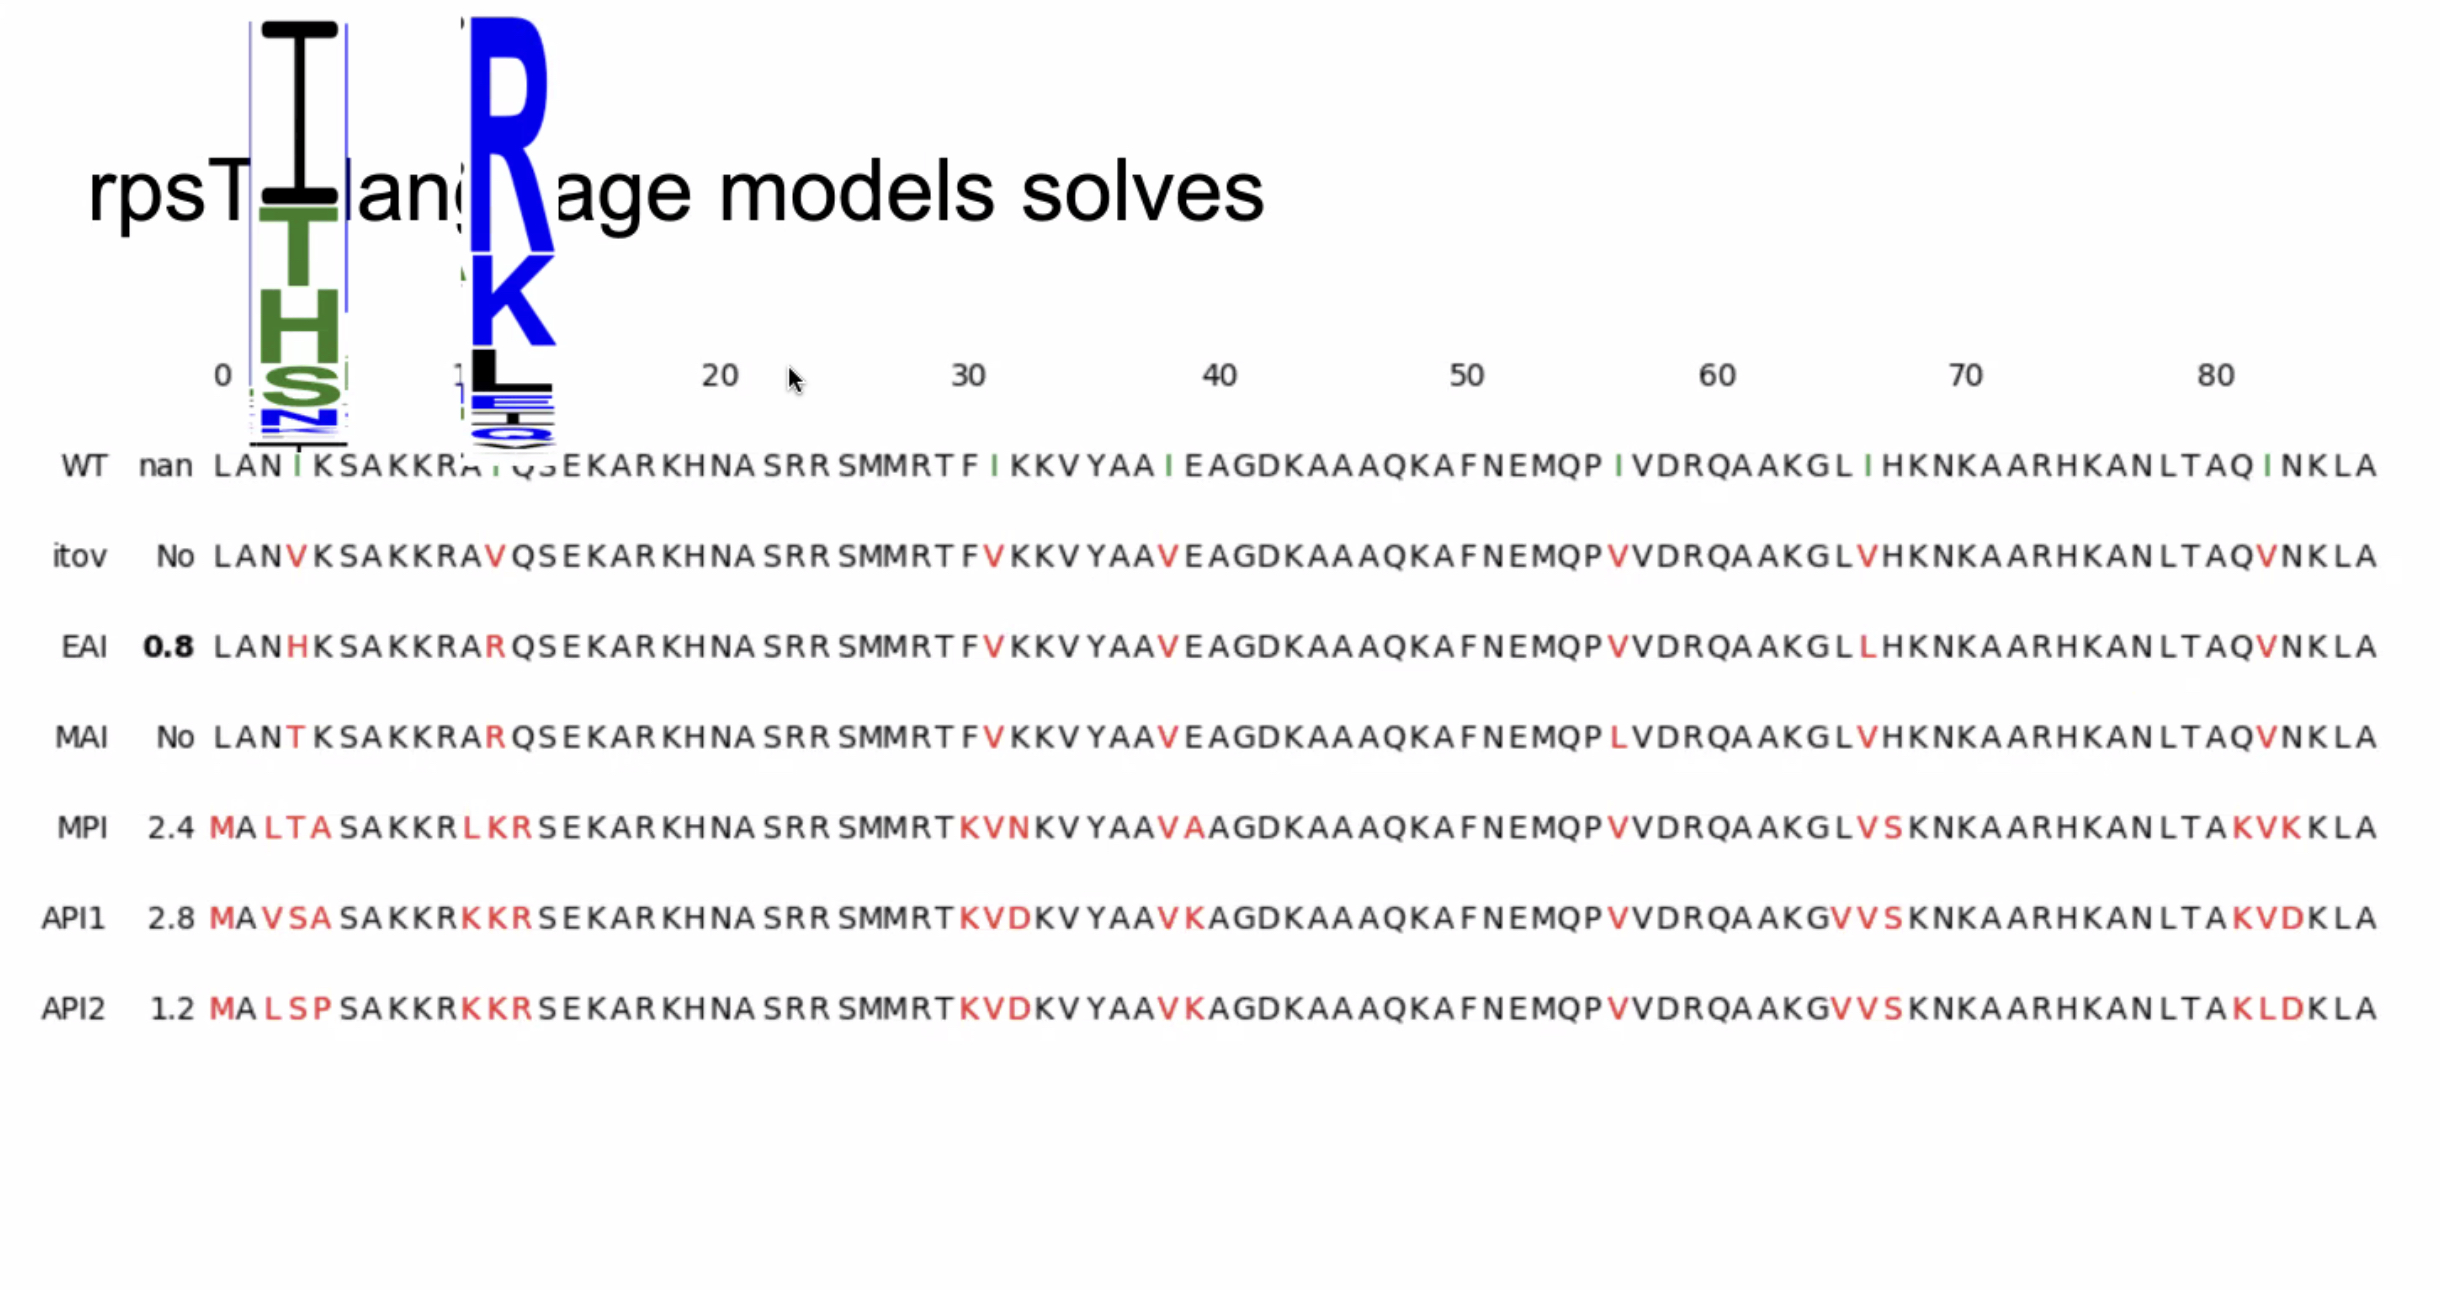 I R
T K
H L
S
N Q
rpsT lan age models solves
0 20 30 40 50 60 70 80
WT nan LANIKSAKKRAIQSEKARKHNASRRSMMRTFIKKVYAAIEAGDKAAAQKAFNEMQPIVDRQAAKGLIHKNKAARHKANLTAQINKLA
itov No LANVKSAKKRAVQSEKARKHNASRRSMMRTFVKKVYAAVEAGDKAAAQKAFNEMQPVVDRQAAKGLVHKNKAARHKANLTAQVNKLA
EAI 0.8 LANHKSAKKRARQSEKARKHNASRRSMMRTFVKKVYAAVEAGDKAAAQKAFNEMQPVVDRQAAKGLLHKNKAARHKANLTAQVNKLA
MAI No LANTKSAKKRARQSEKARKHNASRRSMMRTFVKKVYAAVEAGDKAAAQKAFNEMQPLVDRQAAKGLVHKNKAARHKANLTAQVNKLA
MPI 2.4 MALTASAKKRLKRSEKARKHNASRRSMMRTKVNKVYAAVAAGDKAAAQKAFNEMQPVVDRQAAKGLVSKNKAARHKANLTAKVKKLA
API1 2.8 MAVSASAKKRKKRSEKARKHNASRRSMMRTKVDKVYAAVKAGDKAAAQKAFNEMQPVVDRQAAKGVVSKNKAARHKANLTAKVDKLA
API2 1.2 MALSPSAKKRKKRSEKARKHNASRRSMMRTKVDKVYAAVKAGDKAAAQKAFNEMQPVVDRQAAKGVVSKNKAARHKANLTAKLDKLA